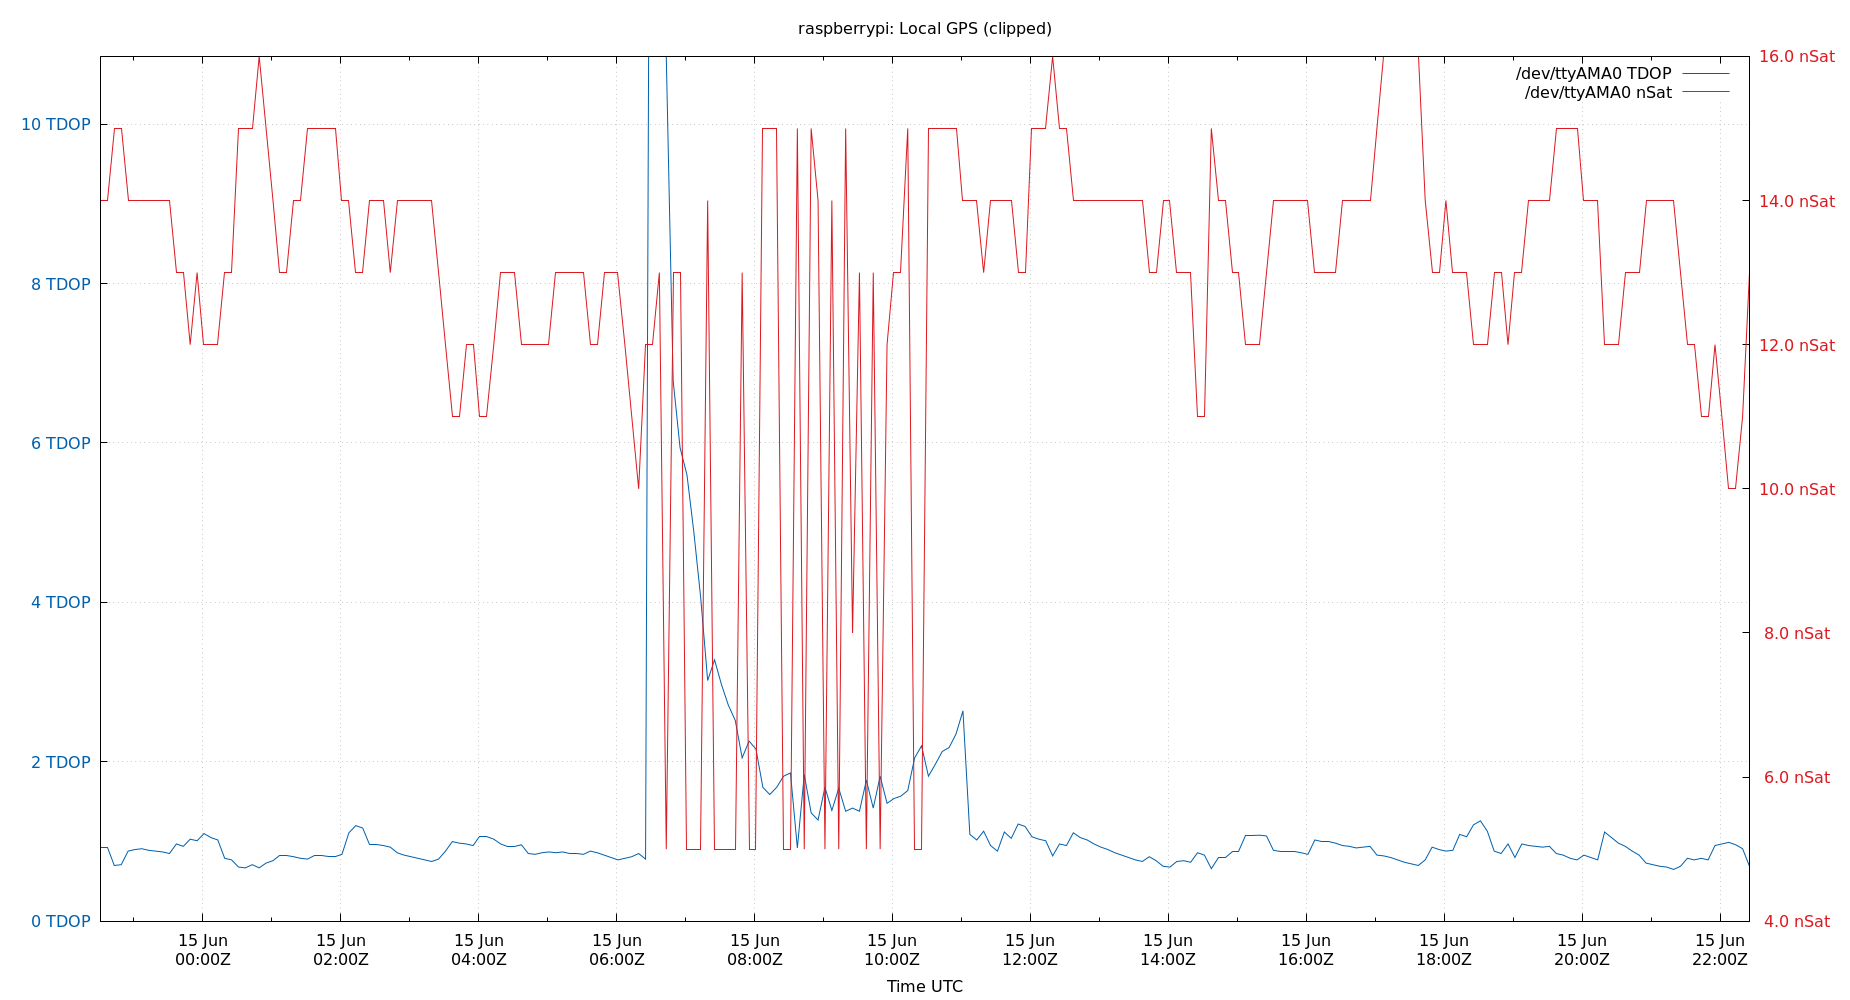 raspberrypi: Local GPS (clipped)
16.0 nSat
/dev/ttyAMA0 TDOP
/dev/ttyAMA0 nSat
10 TDOP
14.0 nSat
8 TDOP
12.0 nSat
6 TDOP
10.0 nSat
4 TDOP
8.0 nSat
2 TDOP
6.0 nSat
0 TDOP
4.0 nSat
15 Jun 15 Jun 15 Jun 15 Jun 15 Jun 15 Jun 15 Jun 15 Jun 15 Jun 15 Jun 15 Jun 15 Jun
00:00Z 02:00Z 04:00Z 06:00Z 08:00Z 10:00Z 12:00Z 14:00Z 16:00Z 18:00Z 20:00Z 22:00Z
Time UTC